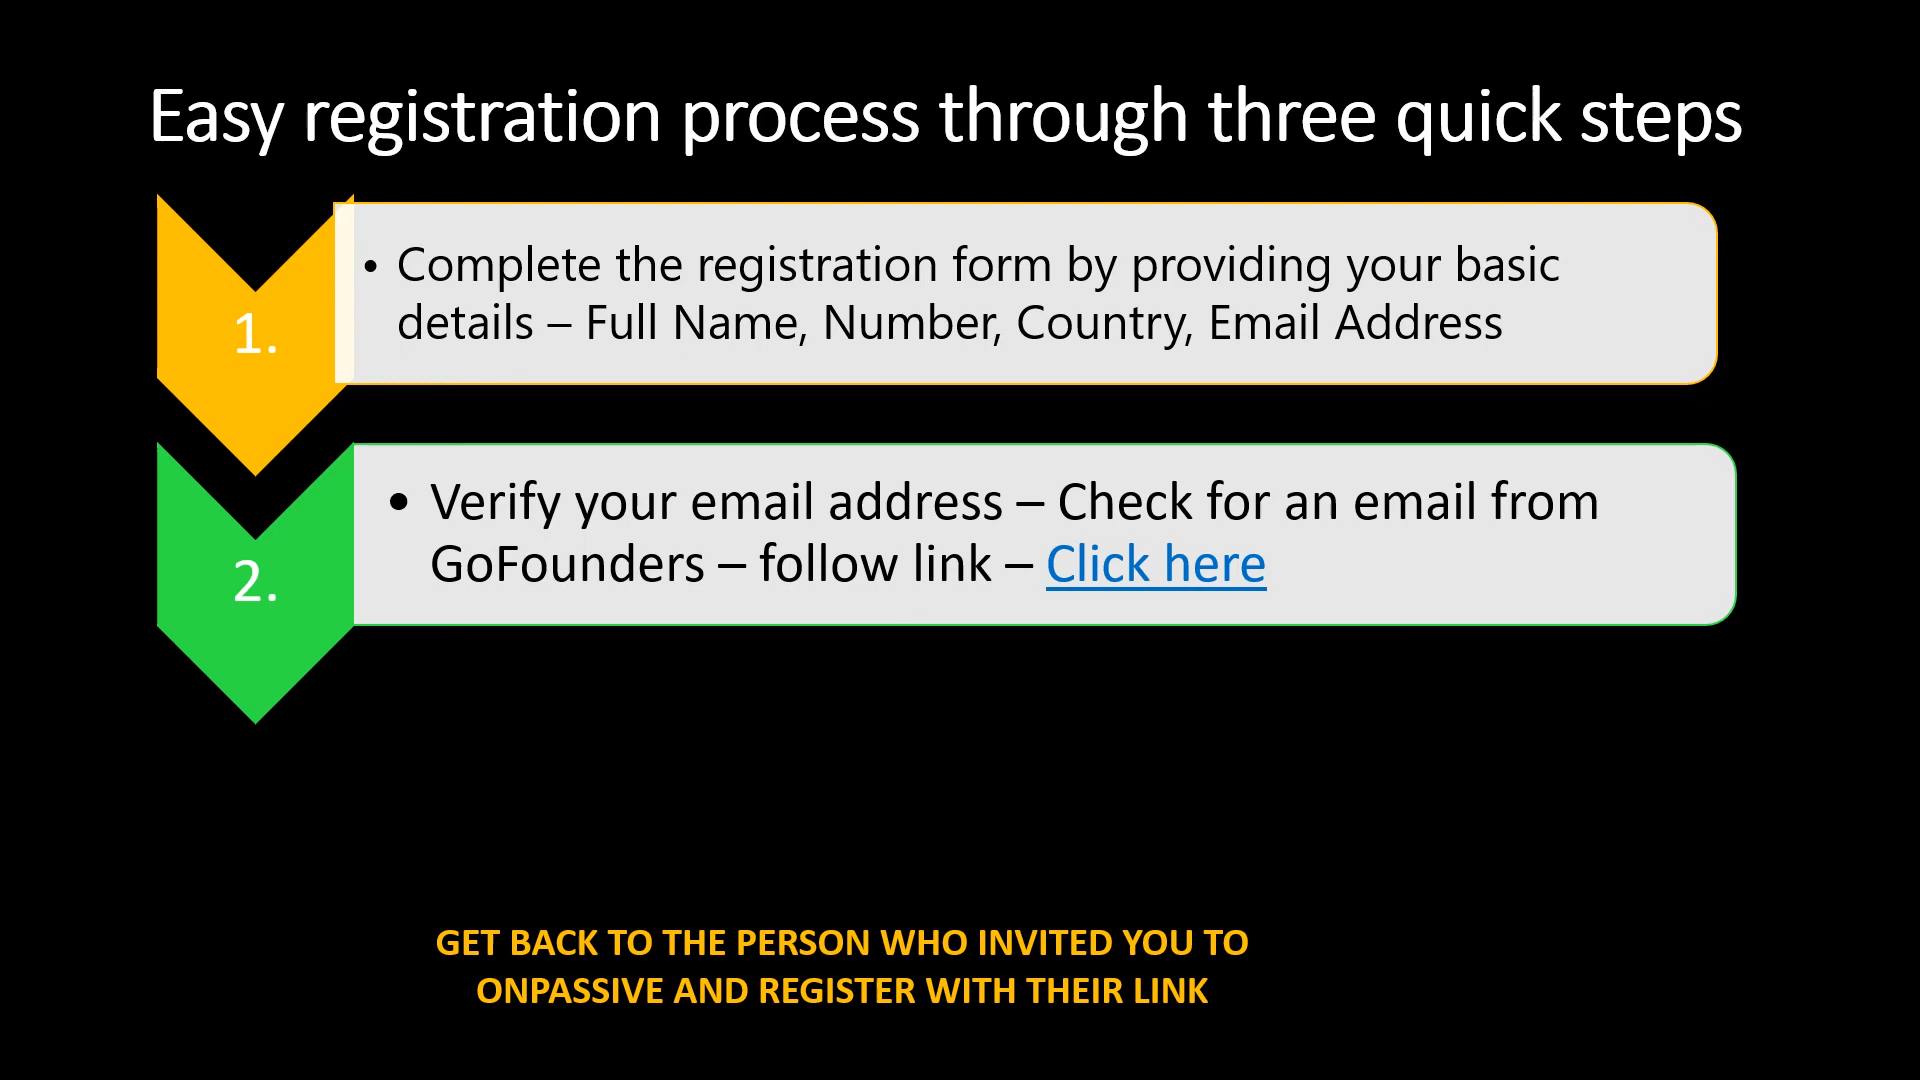 Easy registration process through three quick steps
1.
• Complete the registration form by providing your basic
details – Full Name, Number, Country, Email Address
2.
• Verify your email address – Check for an email from
GoFounders – follow link – Click here
GET BACK TO THE PERSON WHO INVITED YOU TO
ONPASSIVE AND REGISTER WITH THEIR LINK